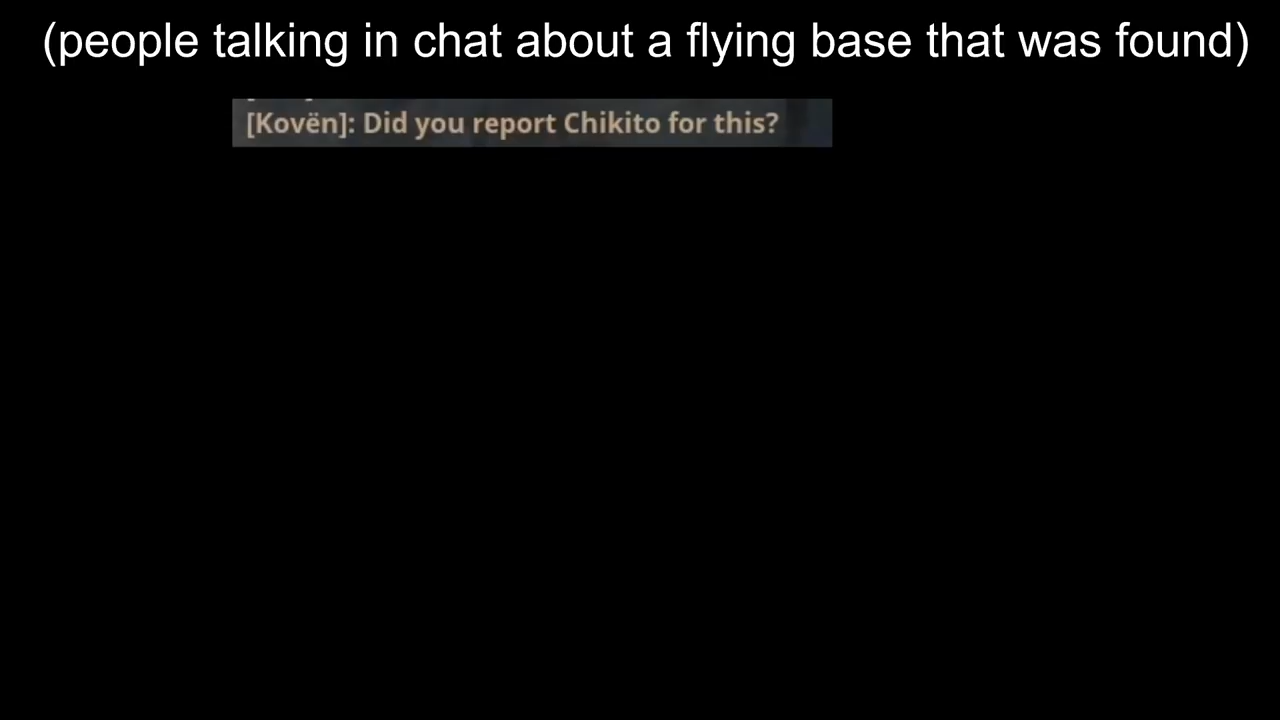 (people talking in chat about a flying base that was found)
[Kovën]: Did you report Chikito for this?